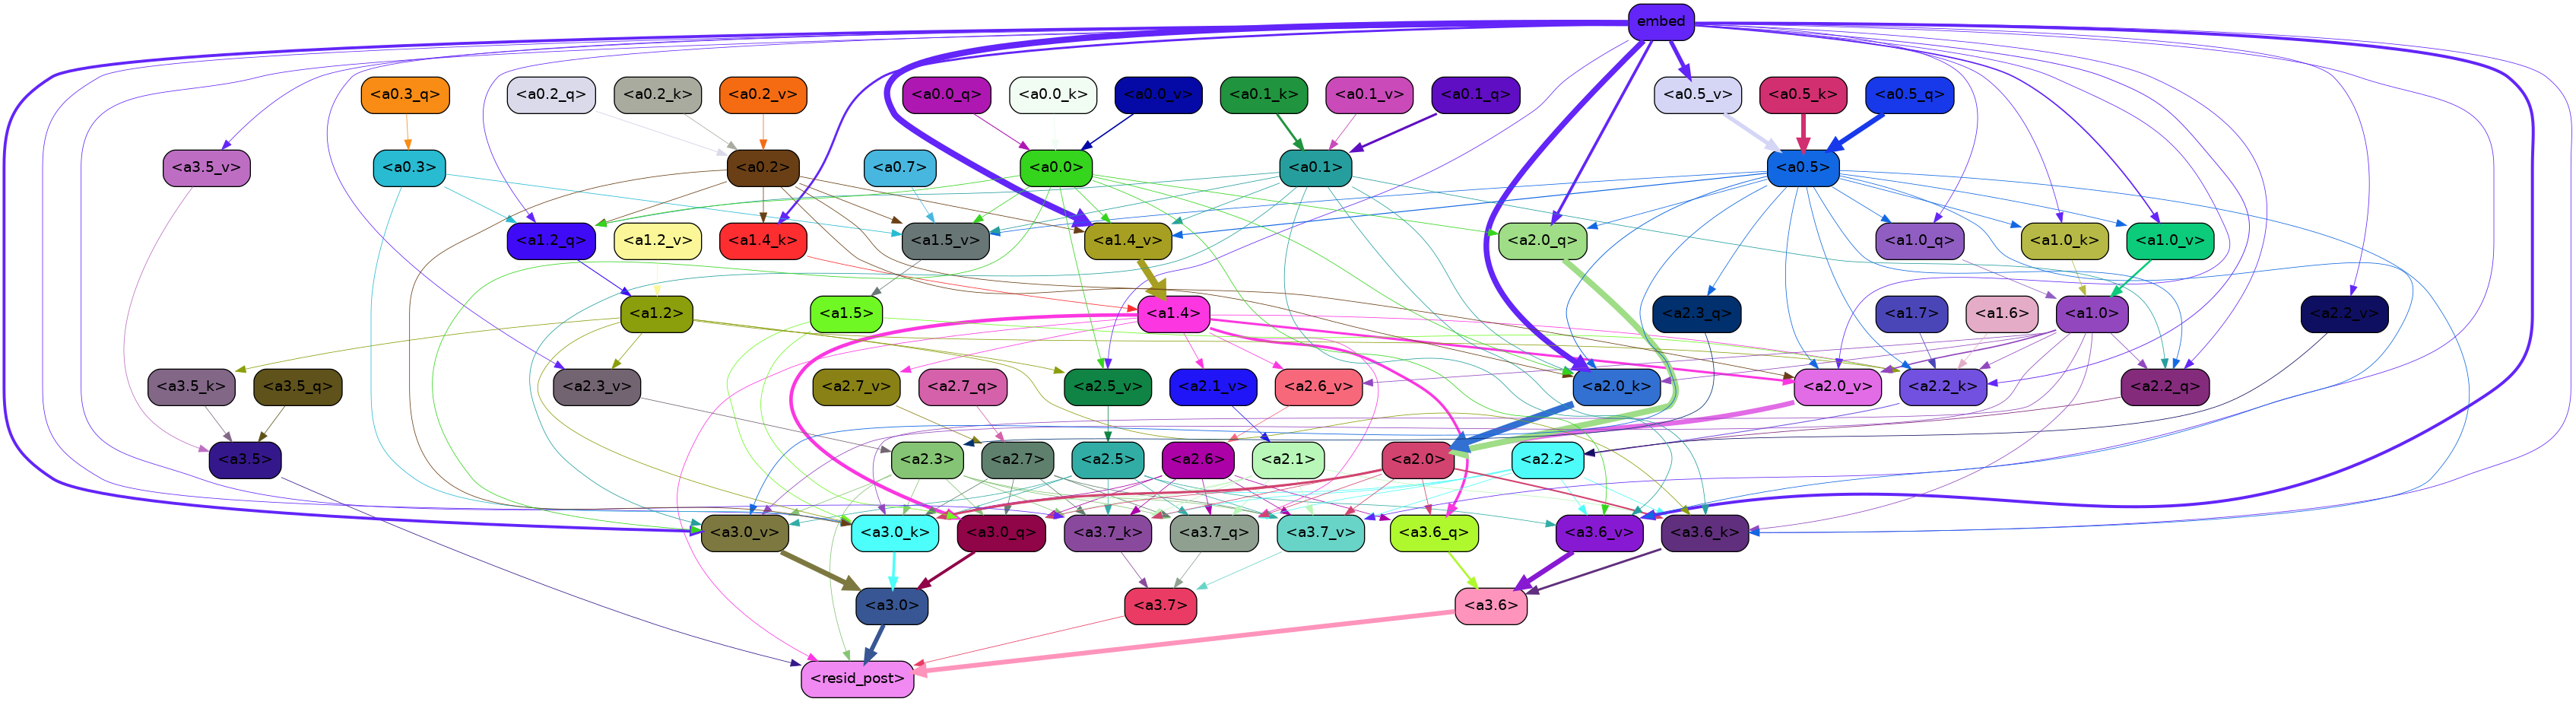 embed
<a0.3_q>
<a0.2_q>
<a0.2_k>
<a0.2_v>
<a0.0_q>
<a0.0_k>
<a0.0_v>
<a0.1_k>
<a0.1_v>
<a0.1_q>
<a0.5_v>
<a0.5_k>
<a0.5_q>
<a3.5_v>
<a0.3>
<a0.2>
<a0.7>
<a0.0>
<a0.1>
<a0.5>
<a1.2_q>
<a1.2_v>
<a1.4_k>
<a1.5_v>
<a1.4_v>
<a2.0_q>
<a1.0_q>
<a1.0_k>
<a1.0_v>
<a1.2>
<a1.5>
<a1.4>
<a2.3_q>
<a1.7>
<a1.6>
<a1.0>
<a2.2_v>
<a3.5_k>
<a3.5_q>
<a2.3_v>
<a2.7_v>
<a2.7_q>
<a2.5_v>
<a2.1_v>
<a2.6_v>
<a2.0_k>
<a2.0_v>
<a2.2_k>
<a2.2_q>
<a3.5>
<a2.3>
<a2.7>
<a2.5>
<a2.6>
<a2.1>
<a2.0>
<a2.2>
<a3.0_v>
<a3.0_k>
<a3.0_q>
<a3.7_k>
<a3.7_q>
<a3.7_v>
<a3.6_q>
<a3.6_v>
<a3.6_k>
<a3.0>
<a3.7>
<a3.6>
<resid_post>